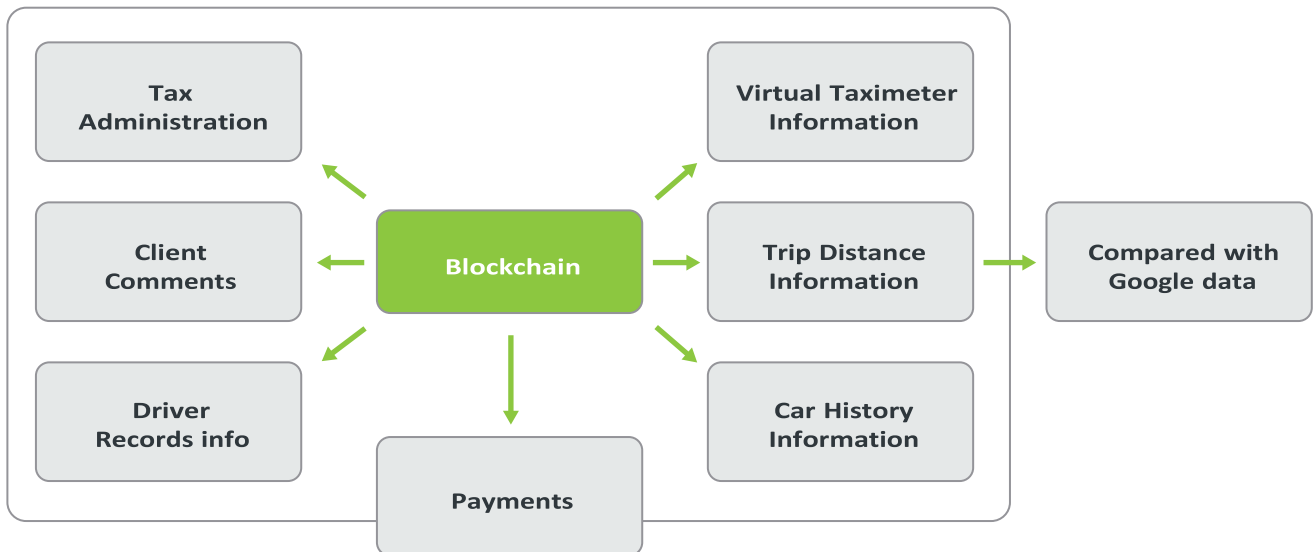 Tax
Administration
Virtual Taximeter
Information
Client
Comments
Blockchain
Trip Distance
Information
Compared with
Google data
Driver
Records info
Car History
Information
Payments